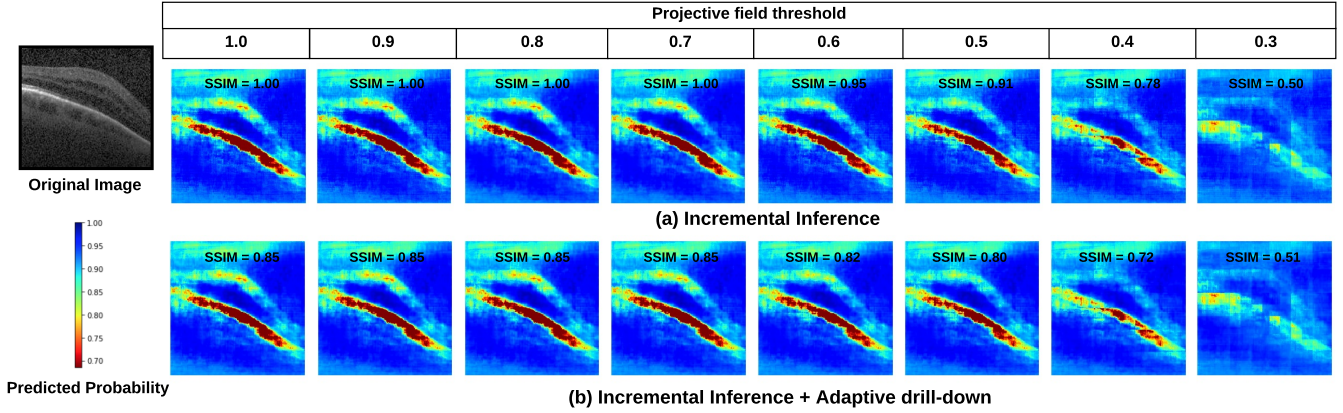 Projective field threshold
1.0 0.9 0.8 0.7 0.6 0.5 0.4 0.3
SSIM = 1.00 SSIM = 1.00 SSIM = 1.00 SSIM = 1.00 SSIM = 0.95 SSIM = 0.91 SSIM = 0.78 SSIM = 0.50
Original Image
(a) Incremental Inference
1.00
0.95
0.90
0.85
0.80
0.75
0.70
Predicted Probability
SSIM = 0.85 SSIM = 0.85 SSIM = 0.85 SSIM = 0.85 SSIM = 0.82 SSIM = 0.80 SSIM = 0.72 SSIM = 0.51
(b) Incremental Inference + Adaptive drill-down